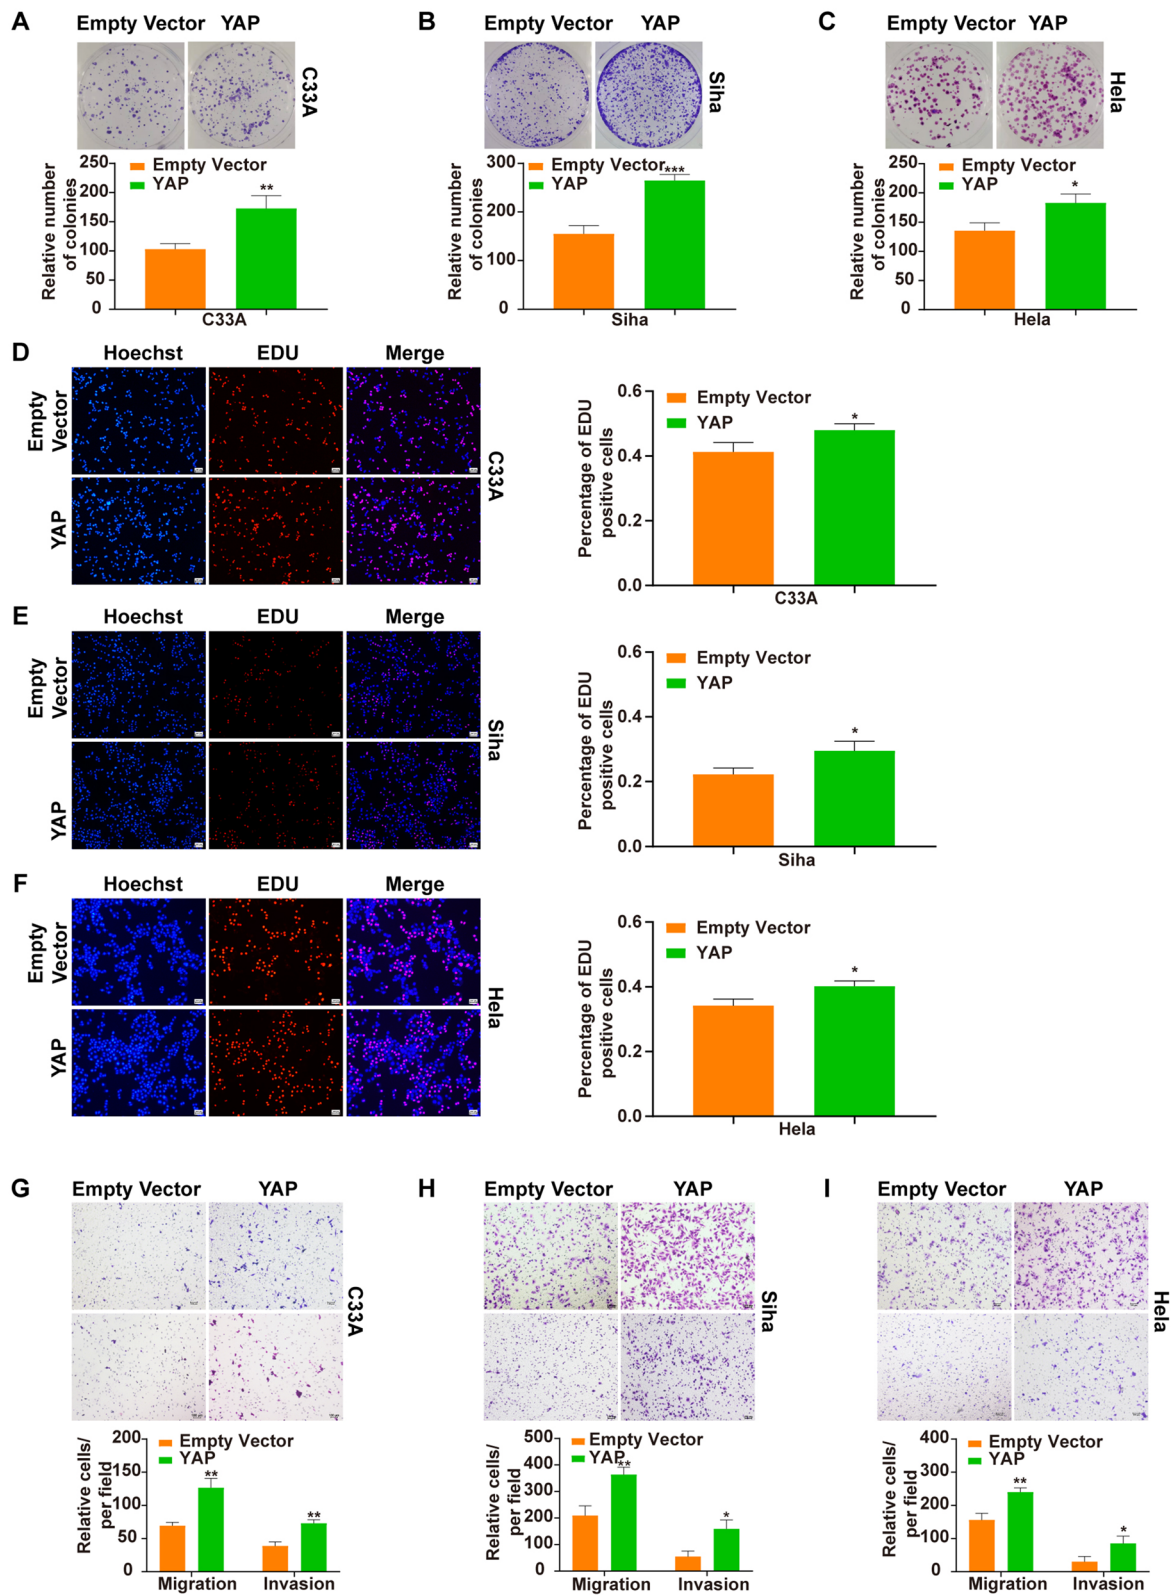 A
Empty Vector YAP
C33A
250
200
150
100
50
0
Relative number
of colonies
Empty Vector
YAP
**
C33A
B
Empty Vector YAP
Siha
300
200
100
0
Relative number
of colonies
Empty Vector
YAP
***
Siha
C
Empty Vector YAP
Hela
250
200
150
100
50
0
Relative number
of colonies
Empty Vector
YAP
*
Hela
D
Hoechst EDU Merge
Empty
Vector
YAP
C33A
0.6
0.4
0.2
0.0
Percentage of EDU
positive cells
Empty Vector
YAP
*
C33A
E
Hoechst EDU Merge
Empty
Vector
YAP
Siha
0.6
0.4
0.2
0.0
Percentage of EDU
positive cells
Empty Vector
YAP
*
Siha
F
Hoechst EDU Merge
Empty
Vector
YAP
Hela
0.6
0.4
0.2
0.0
Percentage of EDU
positive cells
Empty Vector
YAP
*
Hela
G
Empty Vector YAP
C33A
200
150
100
50
0
Relative cells/
per field
Empty Vector
YAP
**
**
Migration Invasion
H
Empty Vector YAP
Siha
500
400
300
200
100
0
Relative cells/
per field
Empty Vector
YAP
**
*
Migration Invasion
I
Empty Vector YAP
Hela
400
300
200
100
0
Relative cells/
per field
Empty Vector
YAP
**
*
Migration Invasion